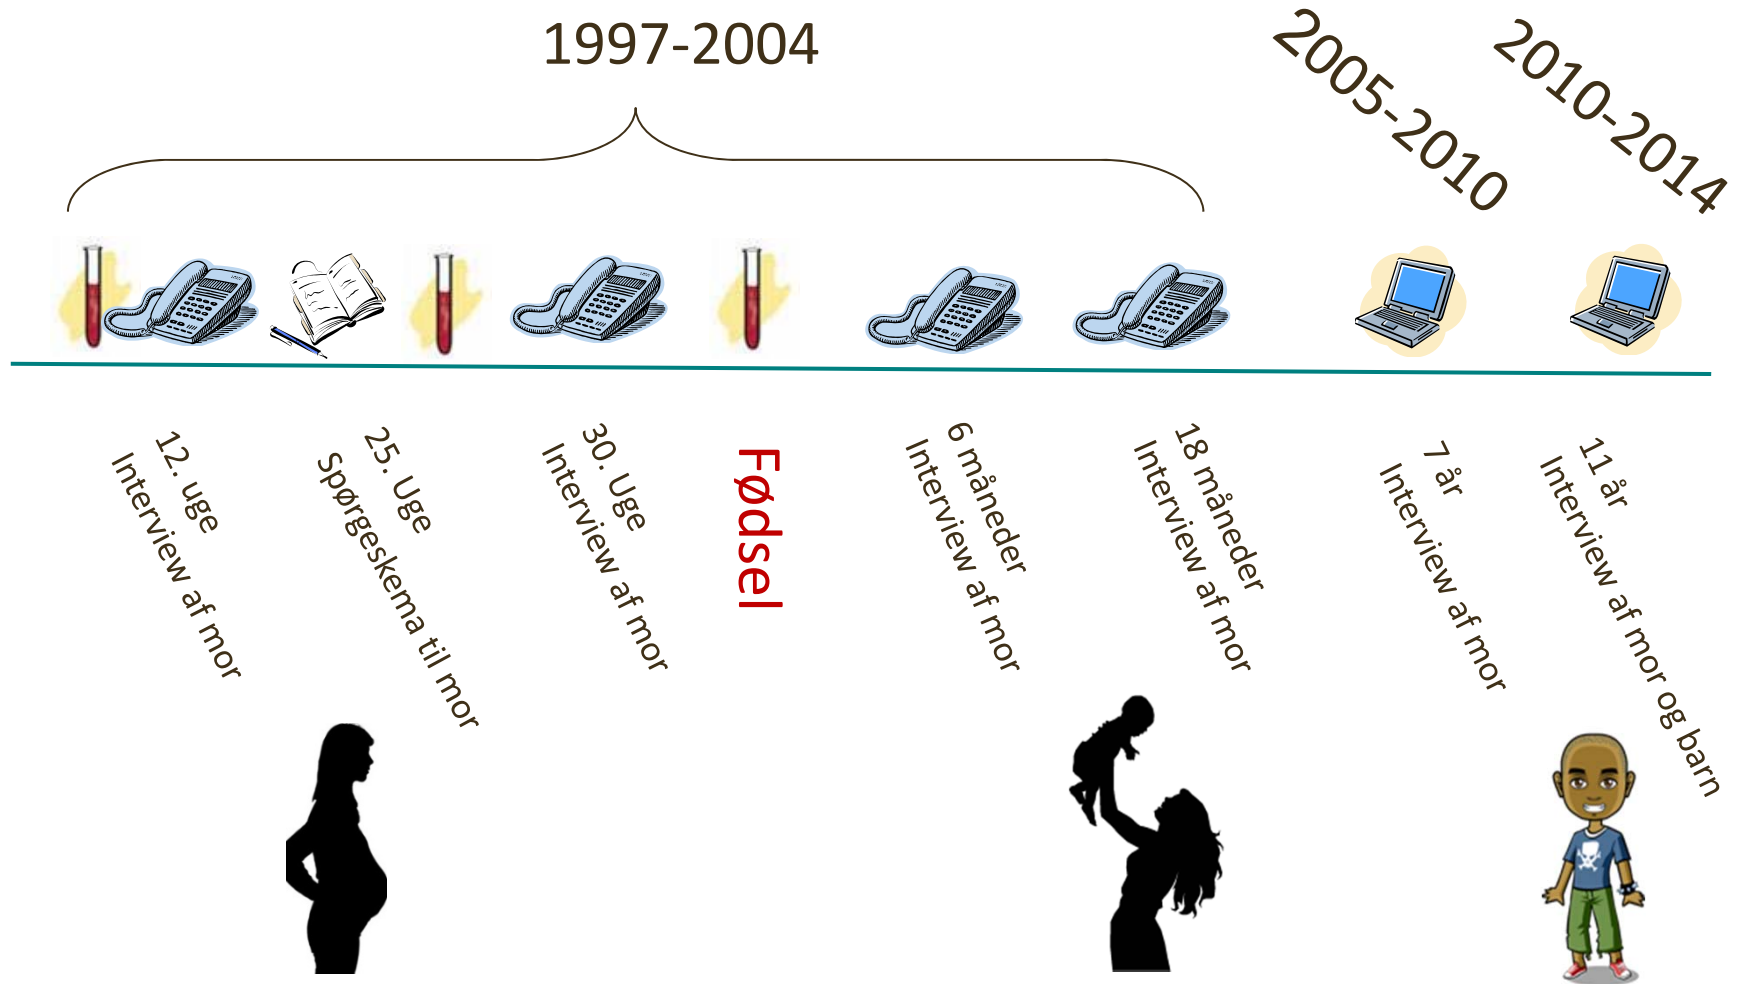 1997-2004
2005-2010
2010-2014
12. uge
Interview af mor
25. Uge
Spørgeskema til mor
30. Uge
Interview af mor
Fødsel
6 måneder
Interview af mor
18 måneder
Interview af mor
7 år
Interview af mor
11 år
Interview af mor og barn